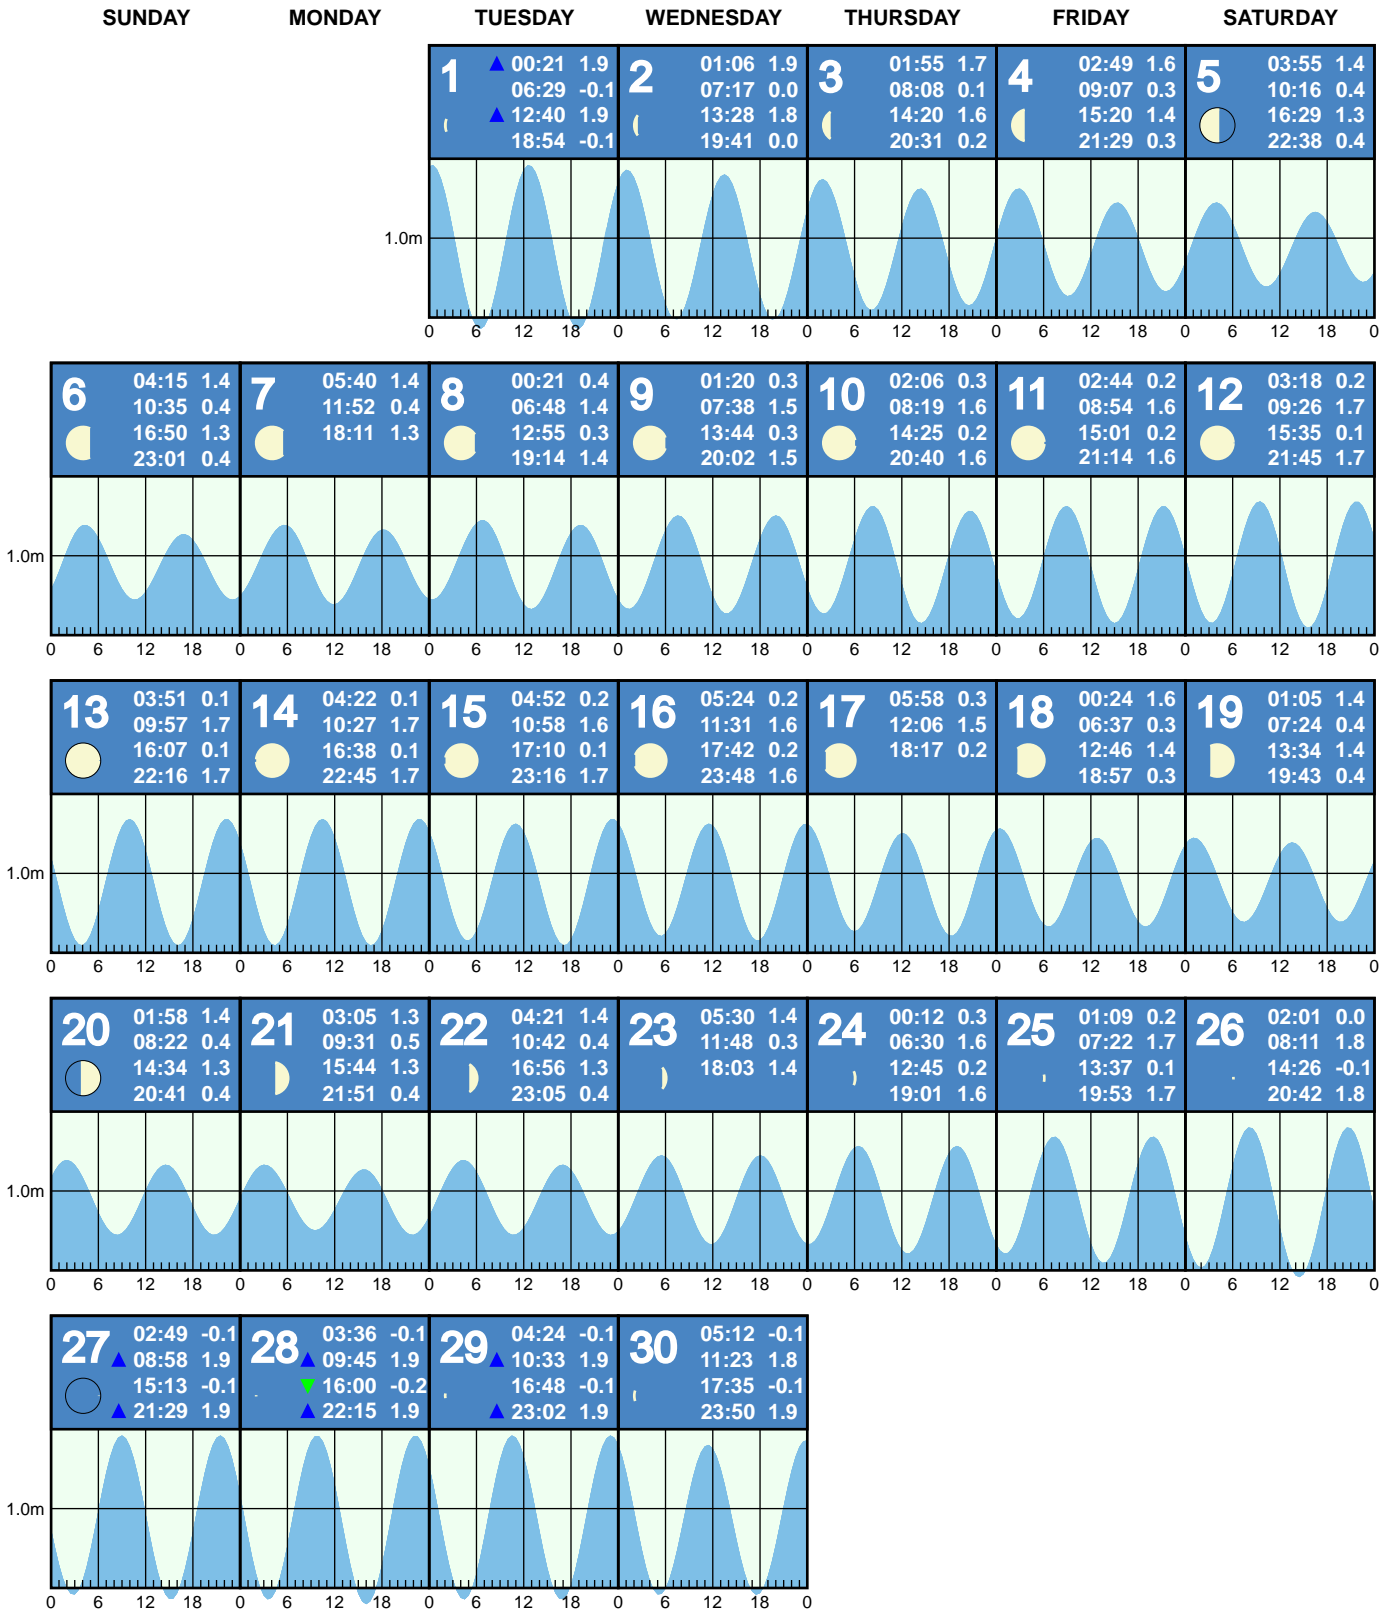 SUNDAY MONDAY TUESDAY WEDNESDAY THURSDAY FRIDAY SATURDAY
1 ▲ 00:21 1.9
06:29 -0.1
▲ 12:40 1.9
18:54 -0.1
2 01:06 1.9
07:17 0.0
13:28 1.8
19:41 0.0
3 01:55 1.7
08:08 0.1
14:20 1.6
20:31 0.2
4 02:49 1.6
09:07 0.3
15:20 1.4
21:29 0.3
5 03:55 1.4
10:16 0.4
16:29 1.3
22:38 0.4
1.0m
0 6 12 18 0 6 12 18 0 6 12 18 0 6 12 18 0 6 12 18 0
6 04:15 1.4
10:35 0.4
16:50 1.3
23:01 0.4
7 05:40 1.4
11:52 0.4
18:11 1.3
8 00:21 0.4
06:48 1.4
12:55 0.3
19:14 1.4
9 01:20 0.3
07:38 1.5
13:44 0.3
20:02 1.5
10 02:06 0.3
08:19 1.6
14:25 0.2
20:40 1.6
11 02:44 0.2
08:54 1.6
15:01 0.2
21:14 1.6
12 03:18 0.2
09:26 1.7
15:35 0.1
21:45 1.7
1.0m
0 6 12 18 0 6 12 18 0 6 12 18 0 6 12 18 0 6 12 18 0 6 12 18 0 6 12 18 0
13 03:51 0.1
09:57 1.7
16:07 0.1
22:16 1.7
14 04:22 0.1
10:27 1.7
16:38 0.1
22:45 1.7
15 04:52 0.2
10:58 1.6
17:10 0.1
23:16 1.7
16 05:24 0.2
11:31 1.6
17:42 0.2
23:48 1.6
17 05:58 0.3
12:06 1.5
18:17 0.2
18 00:24 1.6
06:37 0.3
12:46 1.4
18:57 0.3
19 01:05 1.4
07:24 0.4
13:34 1.4
19:43 0.4
1.0m
0 6 12 18 0 6 12 18 0 6 12 18 0 6 12 18 0 6 12 18 0 6 12 18 0 6 12 18 0
20 01:58 1.4
08:22 0.4
14:34 1.3
20:41 0.4
21 03:05 1.3
09:31 0.5
15:44 1.3
21:51 0.4
22 04:21 1.4
10:42 0.4
16:56 1.3
23:05 0.4
23 05:30 1.4
11:48 0.3
18:03 1.4
24 00:12 0.3
06:30 1.6
12:45 0.2
19:01 1.6
25 01:09 0.2
07:22 1.7
13:37 0.1
19:53 1.7
26 02:01 0.0
08:11 1.8
14:26 -0.1
20:42 1.8
1.0m
0 6 12 18 0 6 12 18 0 6 12 18 0 6 12 18 0 6 12 18 0 6 12 18 0 6 12 18 0
27 02:49 -0.1
▲ 08:58 1.9
15:13 -0.1
▲ 21:29 1.9
28 03:36 -0.1
▲ 09:45 1.9
▼ 16:00 -0.2
▲ 22:15 1.9
29 04:24 -0.1
▲ 10:33 1.9
16:48 -0.1
▲ 23:02 1.9
30 05:12 -0.1
11:23 1.8
17:35 -0.1
23:50 1.9
1.0m
0 6 12 18 0 6 12 18 0 6 12 18 0 6 12 18 0